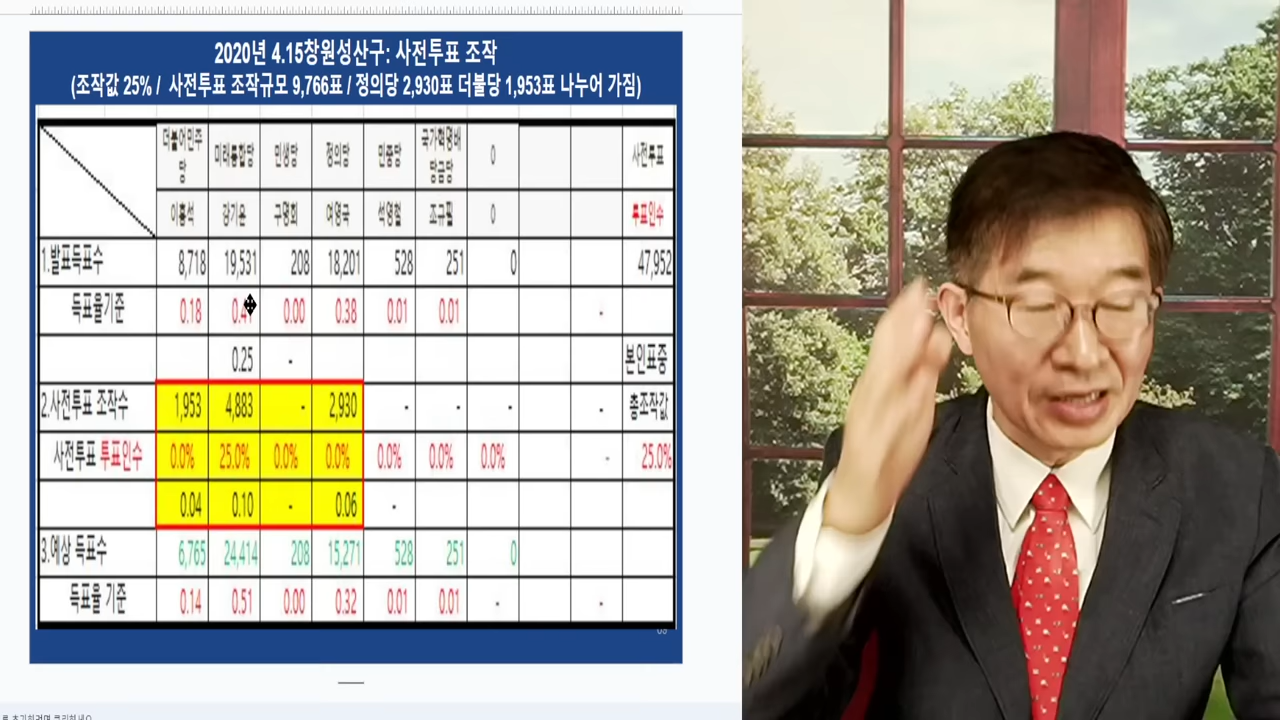 2020년 4.15창원성산구: 사전투표 조작
(조작값 25% / 사전투표 조작규모 9,766표 / 정의당 2,930표 더불당 1,953표 나누어 가짐)
더불어민주당 미래통합당 민생당 정의당 민중당 국가혁명배당금당 0 사전투표
이흥석 강기윤 구명회 여영국 석영철 조규필 0 투표인수
1.발표득표수 8,718 19,531 208 18,201 528 251 0 47,952
득표율기준 0.18 0.41 0.00 0.38 0.01 0.01 -
0.25 - 본인표증
2.사전투표 조작수 1,953 4,883 - 2,930 - - - - 총조작값
사전투표 투표인수 0.0% 25.0% 0.0% 0.0% 0.0% 0.0% 0.0% - 25.0%
0.04 0.10 - 0.06 -
3.예상 득표수 6,765 24,414 208 15,271 528 251 0
득표율 기준 0.14 0.51 0.00 0.32 0.01 0.01 - -